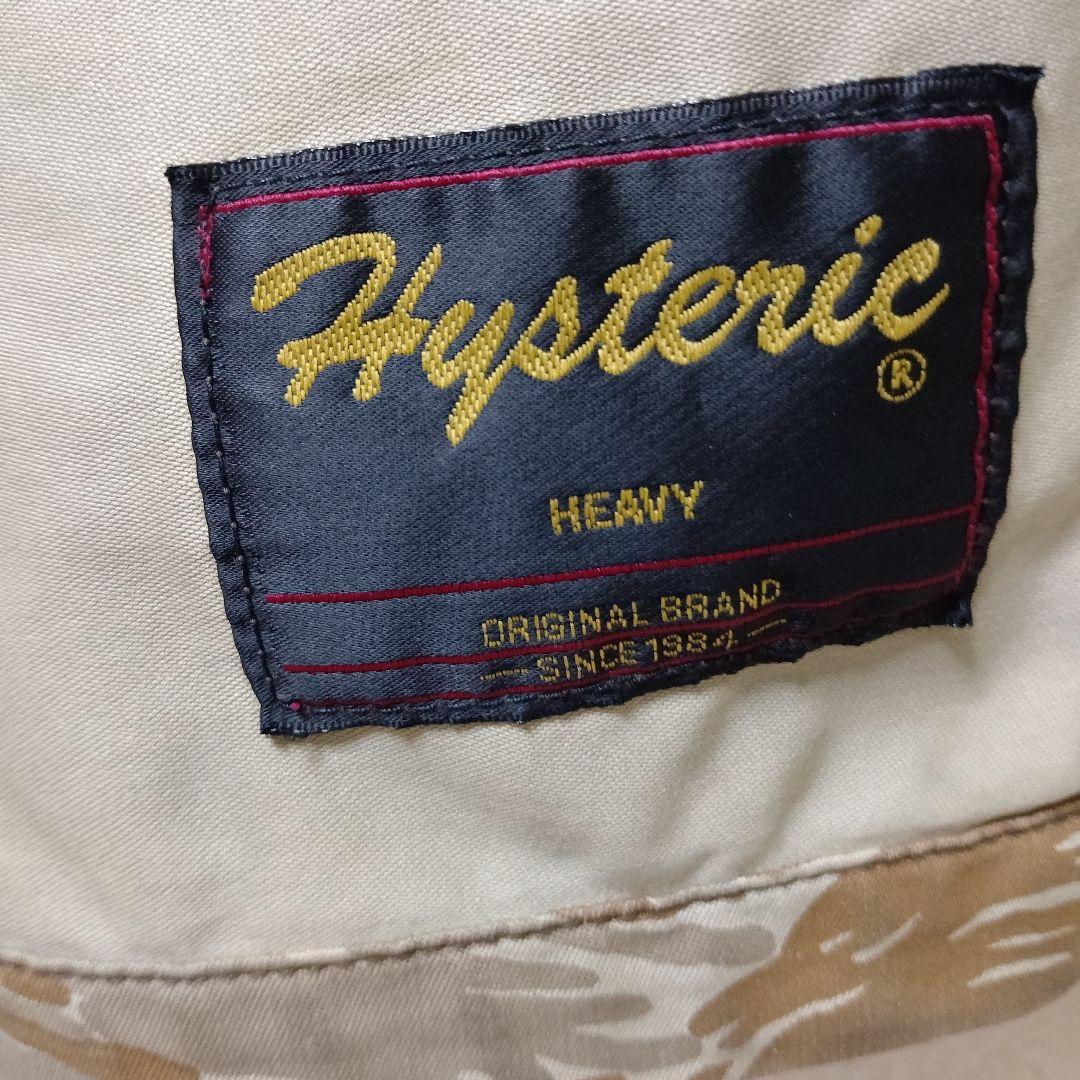 Hysteric
®
HEAVY
ORIGINAL BRAND
— SINCE 1984 —